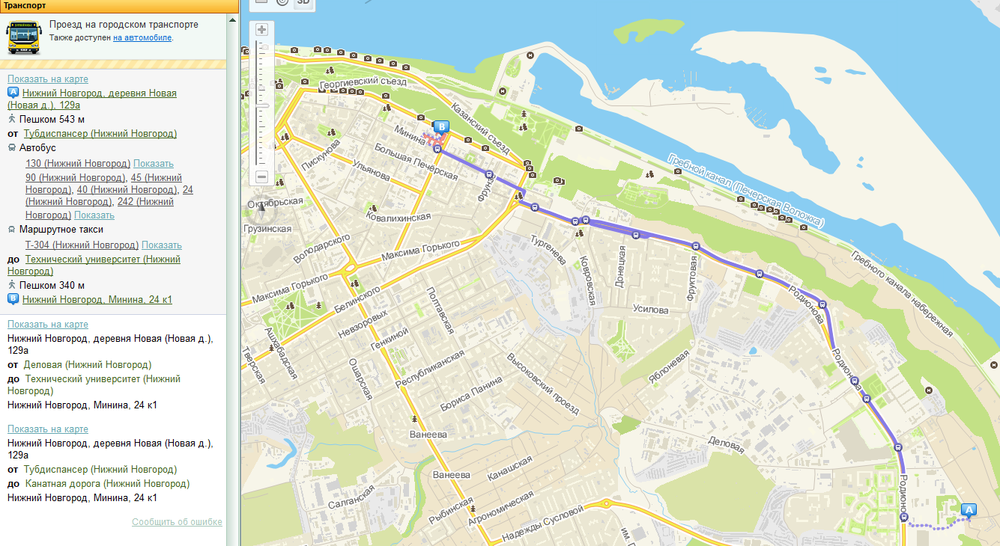 Транспорт
Проезд на городском транспорте
Также доступен на автомобиле.
Показать на карте
A Нижний Новгород, деревня Новая
(Новая д.), 129а
Пешком 543 м
от Тубдиспансер (Нижний Новгород)
Автобус
130 (Нижний Новгород) Показать
90 (Нижний Новгород), 45 (Нижний
Новгород), 40 (Нижний Новгород), 24
(Нижний Новгород), 242 (Нижний
Новгород) Показать
Маршрутное такси
Т-304 (Нижний Новгород) Показать
до Технический университет (Нижний
Новгород)
Пешком 340 м
B Нижний Новгород, Минина, 24 к1
Показать на карте
Нижний Новгород, деревня Новая (Новая д.),
129а
от Деловая (Нижний Новгород)
до Технический университет (Нижний
Новгород)
Нижний Новгород, Минина, 24 к1
Показать на карте
Нижний Новгород, деревня Новая (Новая д.),
129а
от Тубдиспансер (Нижний Новгород)
до Канатная дорога (Нижний Новгород)
Нижний Новгород, Минина, 24 к1
Сообщить об ошибке
3D
Георгиевский съезд
Казанский съезд
B
Минина
Пискунова
Большая Печёрская
Ульянова
Фрунзе
Гребной канал (Печерская Воложка)
Октябрьская
Грузинская
Ковалихинская
Володарского
Максима Горького
Тургенева
Ковровская
Донецкая
Фруктовая
Гребного канала набережная
Максима Горького
Белинского
Родионова
Усилова
Полтавская
Невзоровых
Генкиной
Ашхабадская
Тверская
Ошарская
Республиканская
Высоковский проезд
Яблоневая
Родионова
Бориса Панина
Ванеева
Деловая
Канашская
Ванеева
Салганская
Рыбинская
Агрономическая
Надежды Сусловой
им. Г
Родионо
A